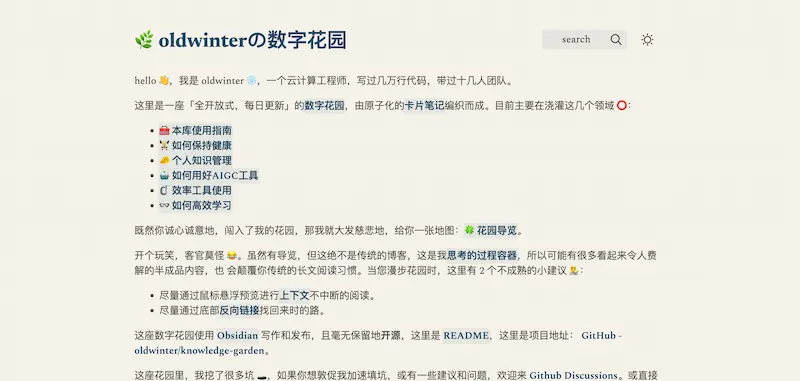 🌿 oldwinterの数字花园
search
hello 👋，我是 oldwinter ❄️，一个云计算工程师，写过几万行代码，带过十几人团队。
这里是一座「全开放式，每日更新」的数字花园，由原子化的卡片笔记编织而成。目前主要在浇灌这几个领域 ⭕：
• 🧰 本库使用指南
• 🏋️ 如何保持健康
• 📣 个人知识管理
• 🤖 如何用好AIGC工具
• 🗜️ 效率工具使用
• 👓 如何高效学习
既然你诚心诚意地，闯入了我的花园，那我就大发慈悲地，给你一张地图：🍀 花园导览。
开个玩笑，客官莫怪 😂。虽然有导览，但这绝不是传统的博客，这是我思考的过程容器，所以可能有很多看起来令人费
解的半成品内容，也 会颠覆你传统的长文阅读习惯。当您漫步花园时，这里有 2 个不成熟的小建议 💁‍♂️：
• 尽量通过鼠标悬浮预览进行上下文不中断的阅读。
• 尽量通过底部反向链接找回来时的路。
这座数字花园使用 Obsidian 写作和发布，且毫无保留地开源，这里是 README，这里是项目地址： GitHub -
oldwinter/knowledge-garden。
这座花园里，我挖了很多坑 🕳️，如果你想敦促我加速填坑，或有一些建议和问题，欢迎来 Github Discussions。或直接